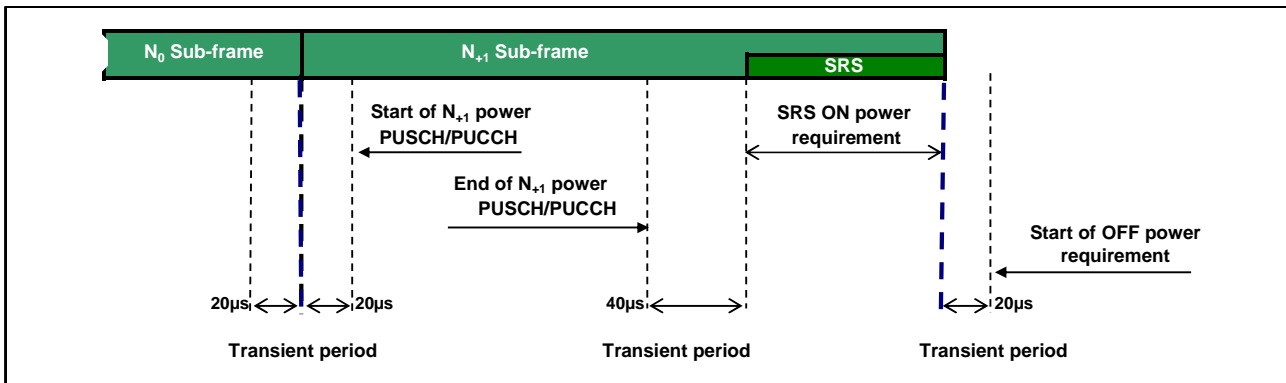 N₀ Sub-frame
N₊₁ Sub-frame
SRS
Start of N₊₁ power
PUSCH/PUCCH
SRS ON power
requirement
End of N₊₁ power
PUSCH/PUCCH
Start of OFF power
requirement
20µs
20µs
40µs
20µs
Transient period
Transient period
Transient period